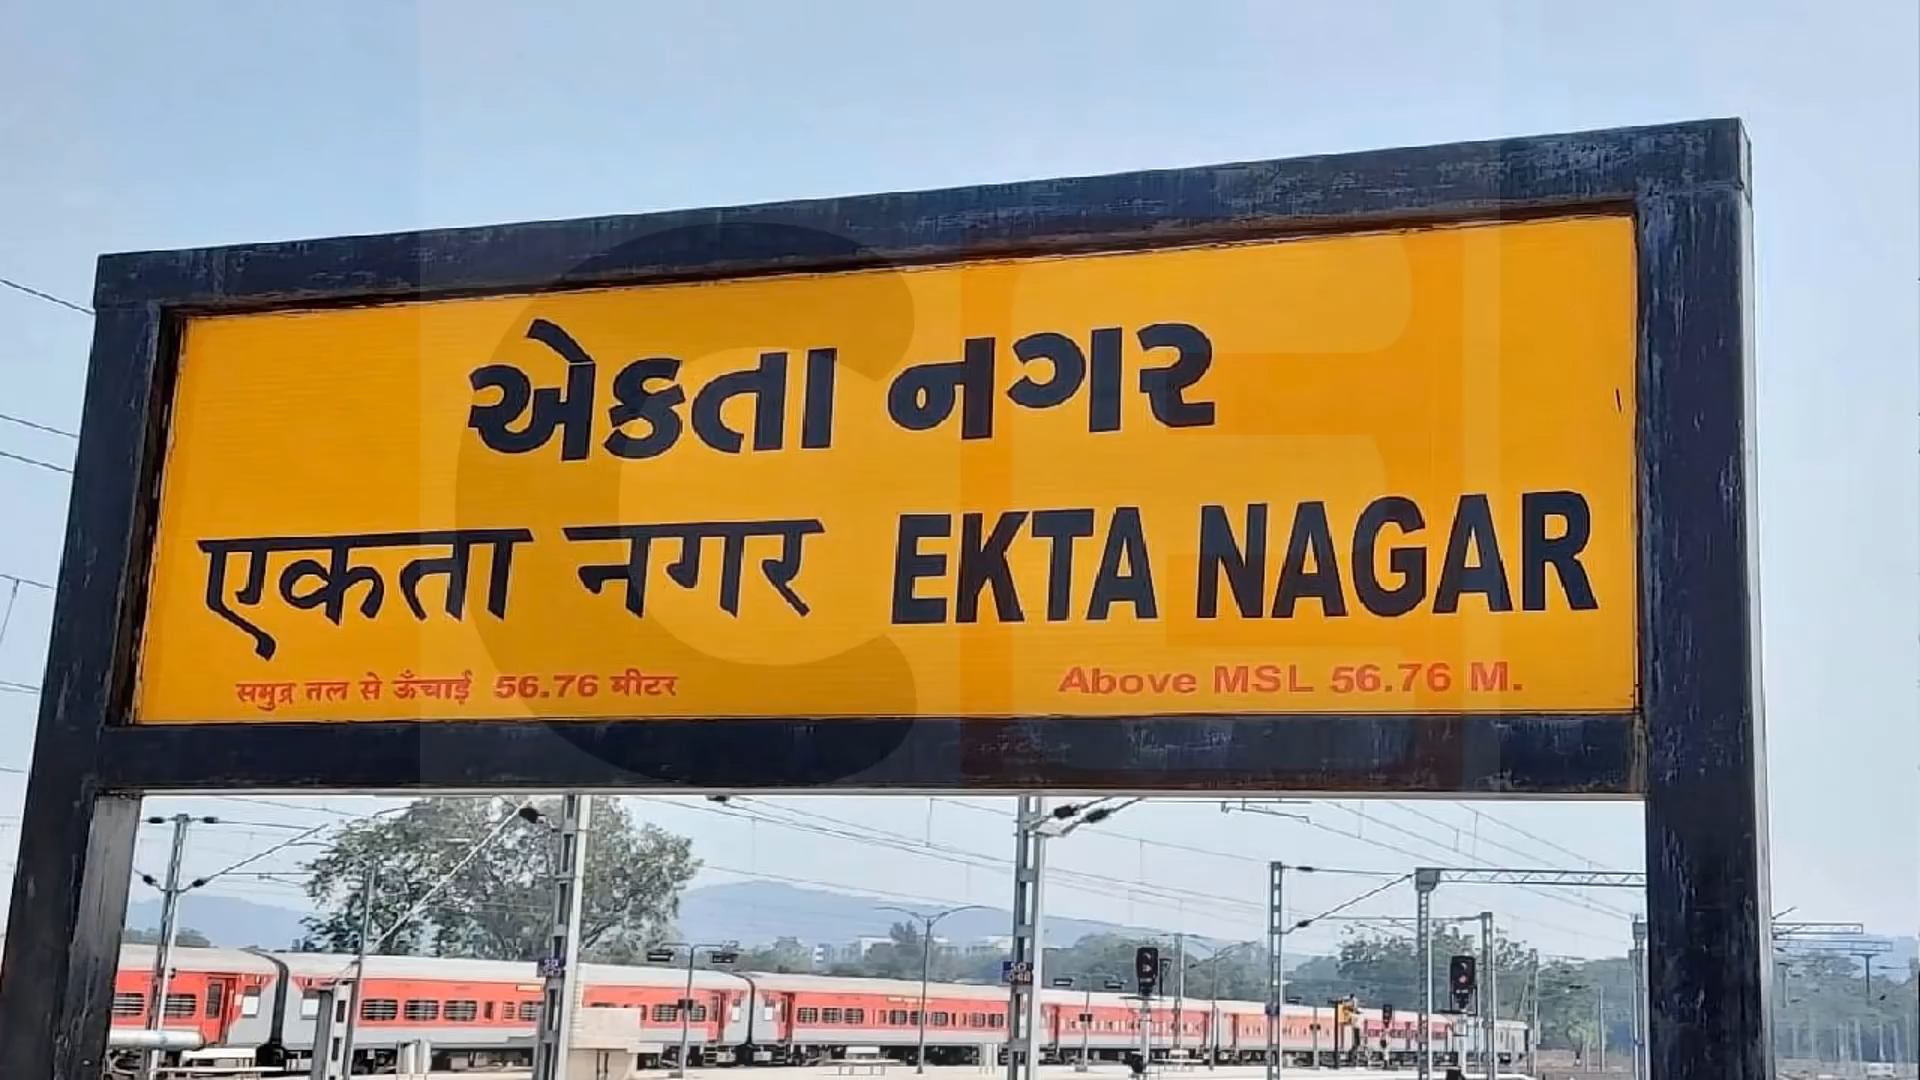 એકતા નગર
एकता नगर EKTA NAGAR
समुद्र तल से ऊँचाई 56.76 मीटर Above MSL 56.76 M.